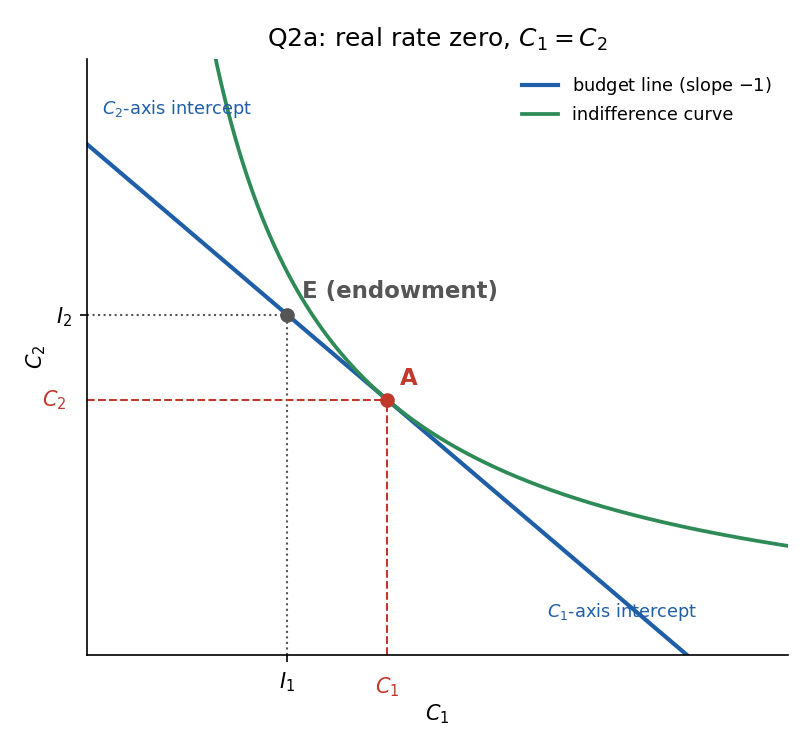 Q2a: real rate zero, C₁ = C₂
budget line (slope −1)
indifference curve
C₂-axis intercept
E (endowment)
I₂
C₂
A
C₂
C₁-axis intercept
I₁
C₁
C₁